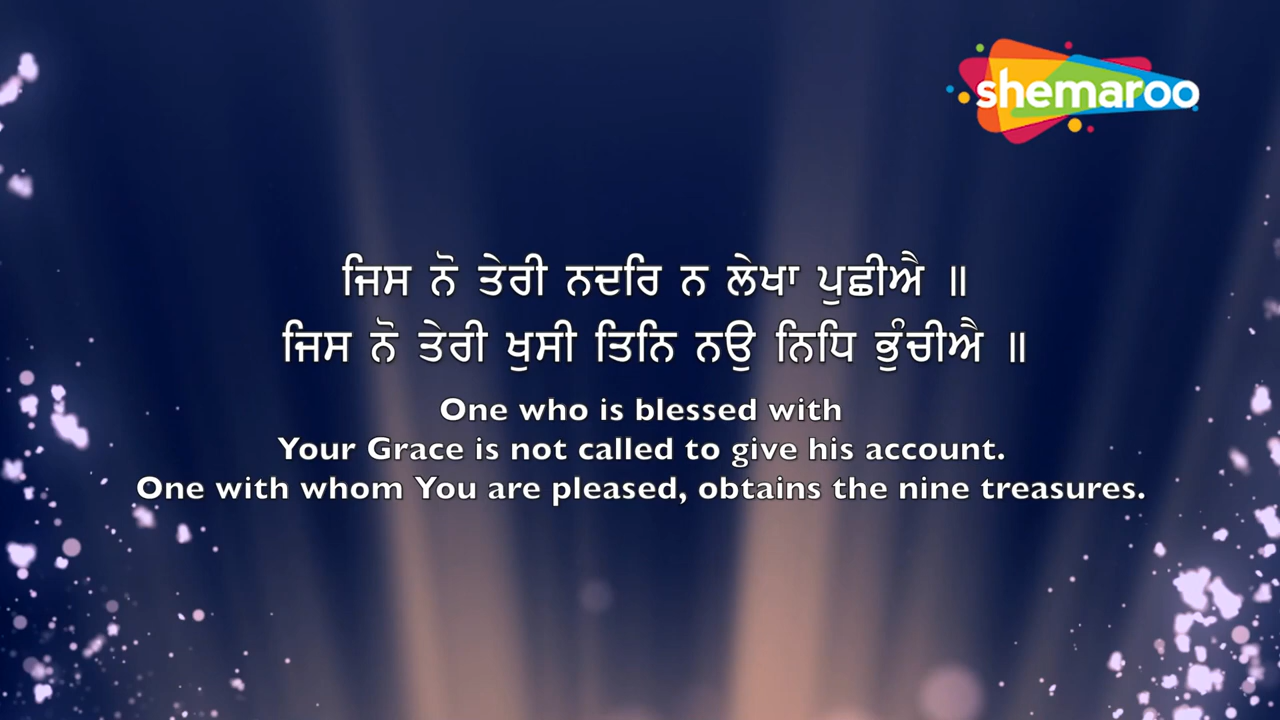 shemaroo
ਜਿਸ ਨੋ ਤੇਰੀ ਨਦਰਿ ਨ ਲੇਖਾ ਪੁਛੀਐ ॥
ਜਿਸ ਨੋ ਤੇਰੀ ਖੁਸੀ ਤਿਨਿ ਨਉ ਨਿਧਿ ਭੁੰਚੀਐ ॥
One who is blessed with
Your Grace is not called to give his account.
One with whom You are pleased, obtains the nine treasures.